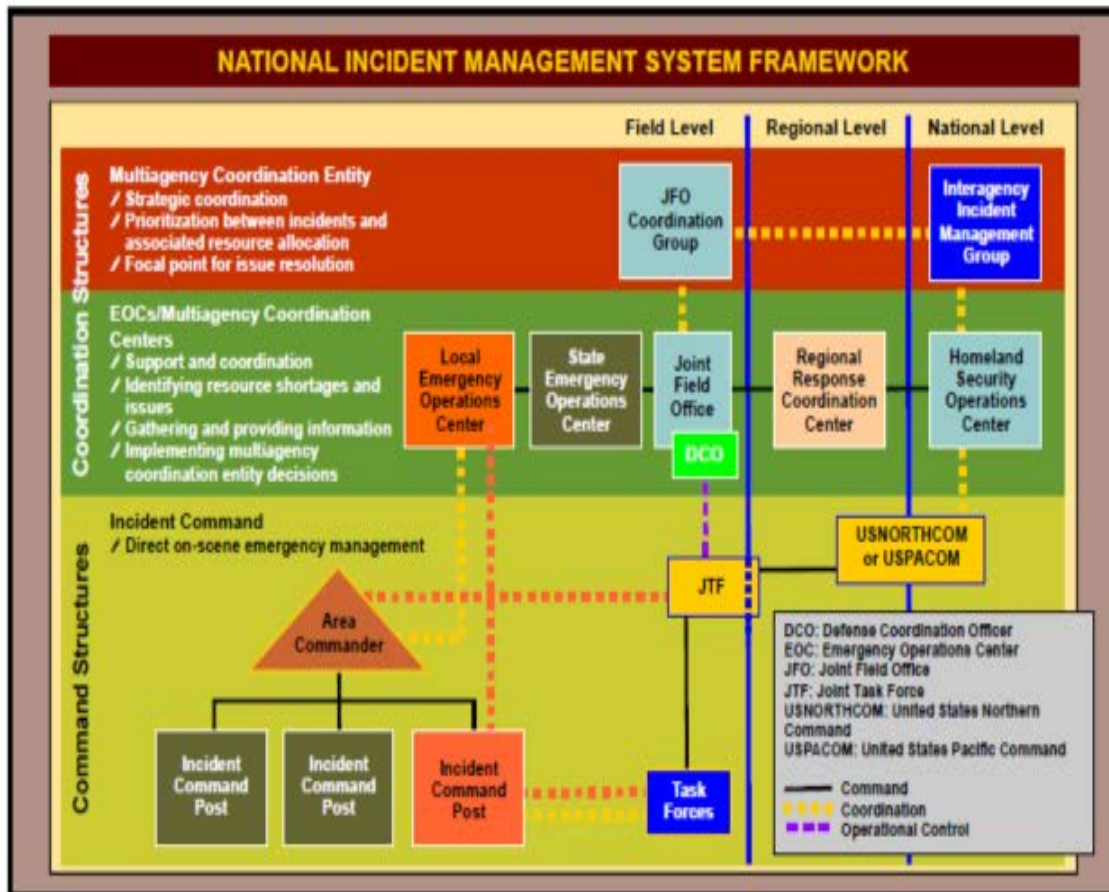 NATIONAL INCIDENT MANAGEMENT SYSTEM FRAMEWORK
Field Level
Regional Level
National Level
Coordination Structures
Multiagency Coordination Entity
/ Strategic coordination
/ Prioritization between incidents and
associated resource allocation
/ Focal point for issue resolution
JFO
Coordination
Group
Interagency
Incident
Management
Group
EOCs/Multiagency Coordination
Centers
/ Support and coordination
/ Identifying resource shortages and
issues
/ Gathering and providing information
/ Implementing multiagency
coordination entity decisions
Local
Emergency
Operations
Center
State
Emergency
Operations
Center
Joint
Field
Office
DCO
Regional
Response
Coordination
Center
Homeland
Security
Operations
Center
Command Structures
Incident Command
/ Direct on-scene emergency management
USNORTHCOM
or USPACOM
JTF
Area
Commander
Incident
Command
Post
Incident
Command
Post
Incident
Command
Post
Task
Forces
DCO: Defense Coordination Officer
EOC: Emergency Operations Center
JFO: Joint Field Office
JTF: Joint Task Force
USNORTHCOM: United States Northern
Command
USPACOM: United States Pacific Command
Command
Coordination
Operational Control